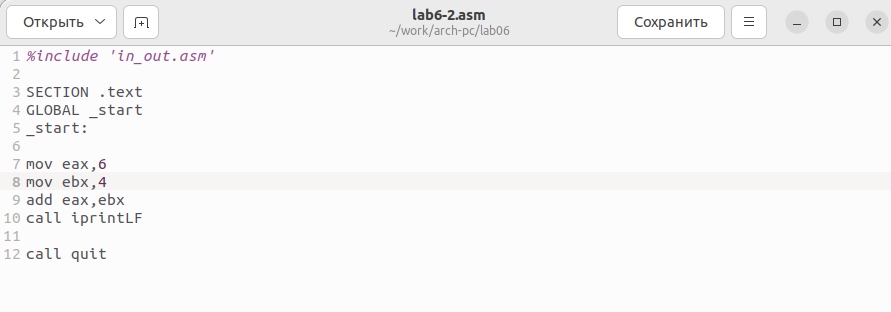 Открыть
lab6-2.asm
~/work/arch-pc/lab06
Сохранить
1 %include 'in_out.asm'
2
3 SECTION .text
4 GLOBAL _start
5 _start:
6
7 mov eax,6
8 mov ebx,4
9 add eax,ebx
10 call iprintLF
11
12 call quit